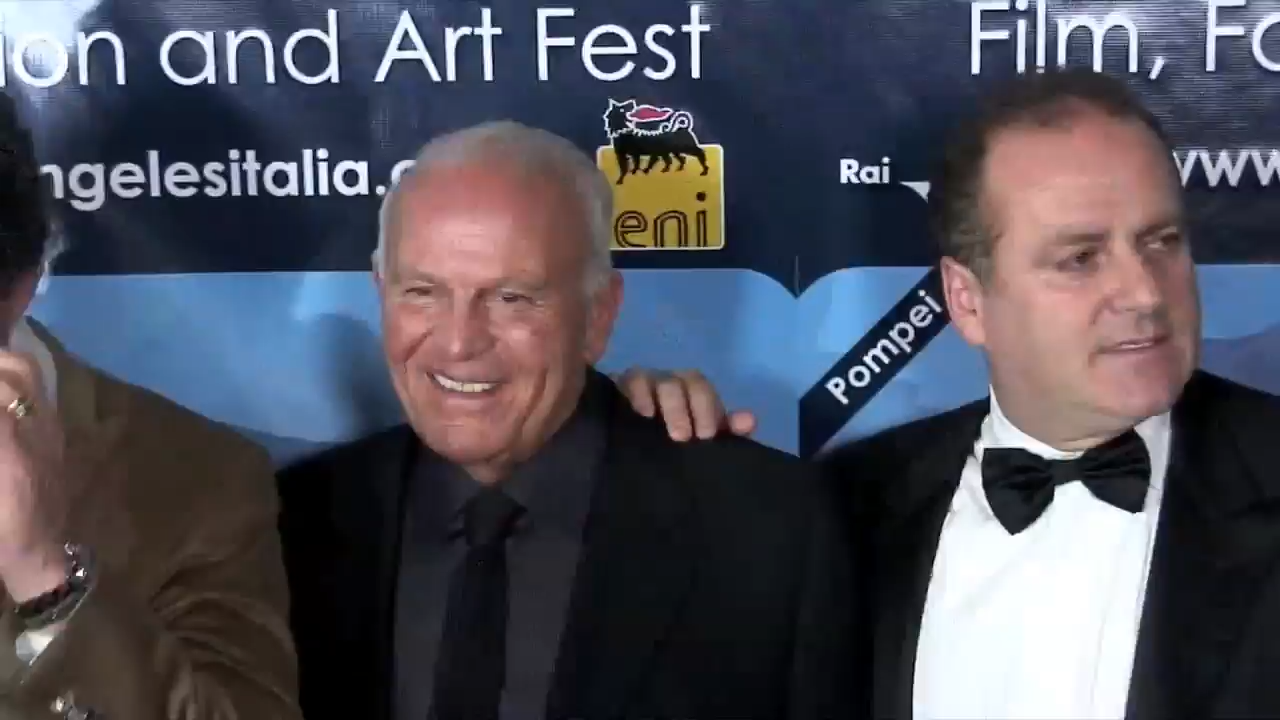 ion and Art Fest
Film, Fa
ngelesitalia.
eni
Rai
www
Pompei